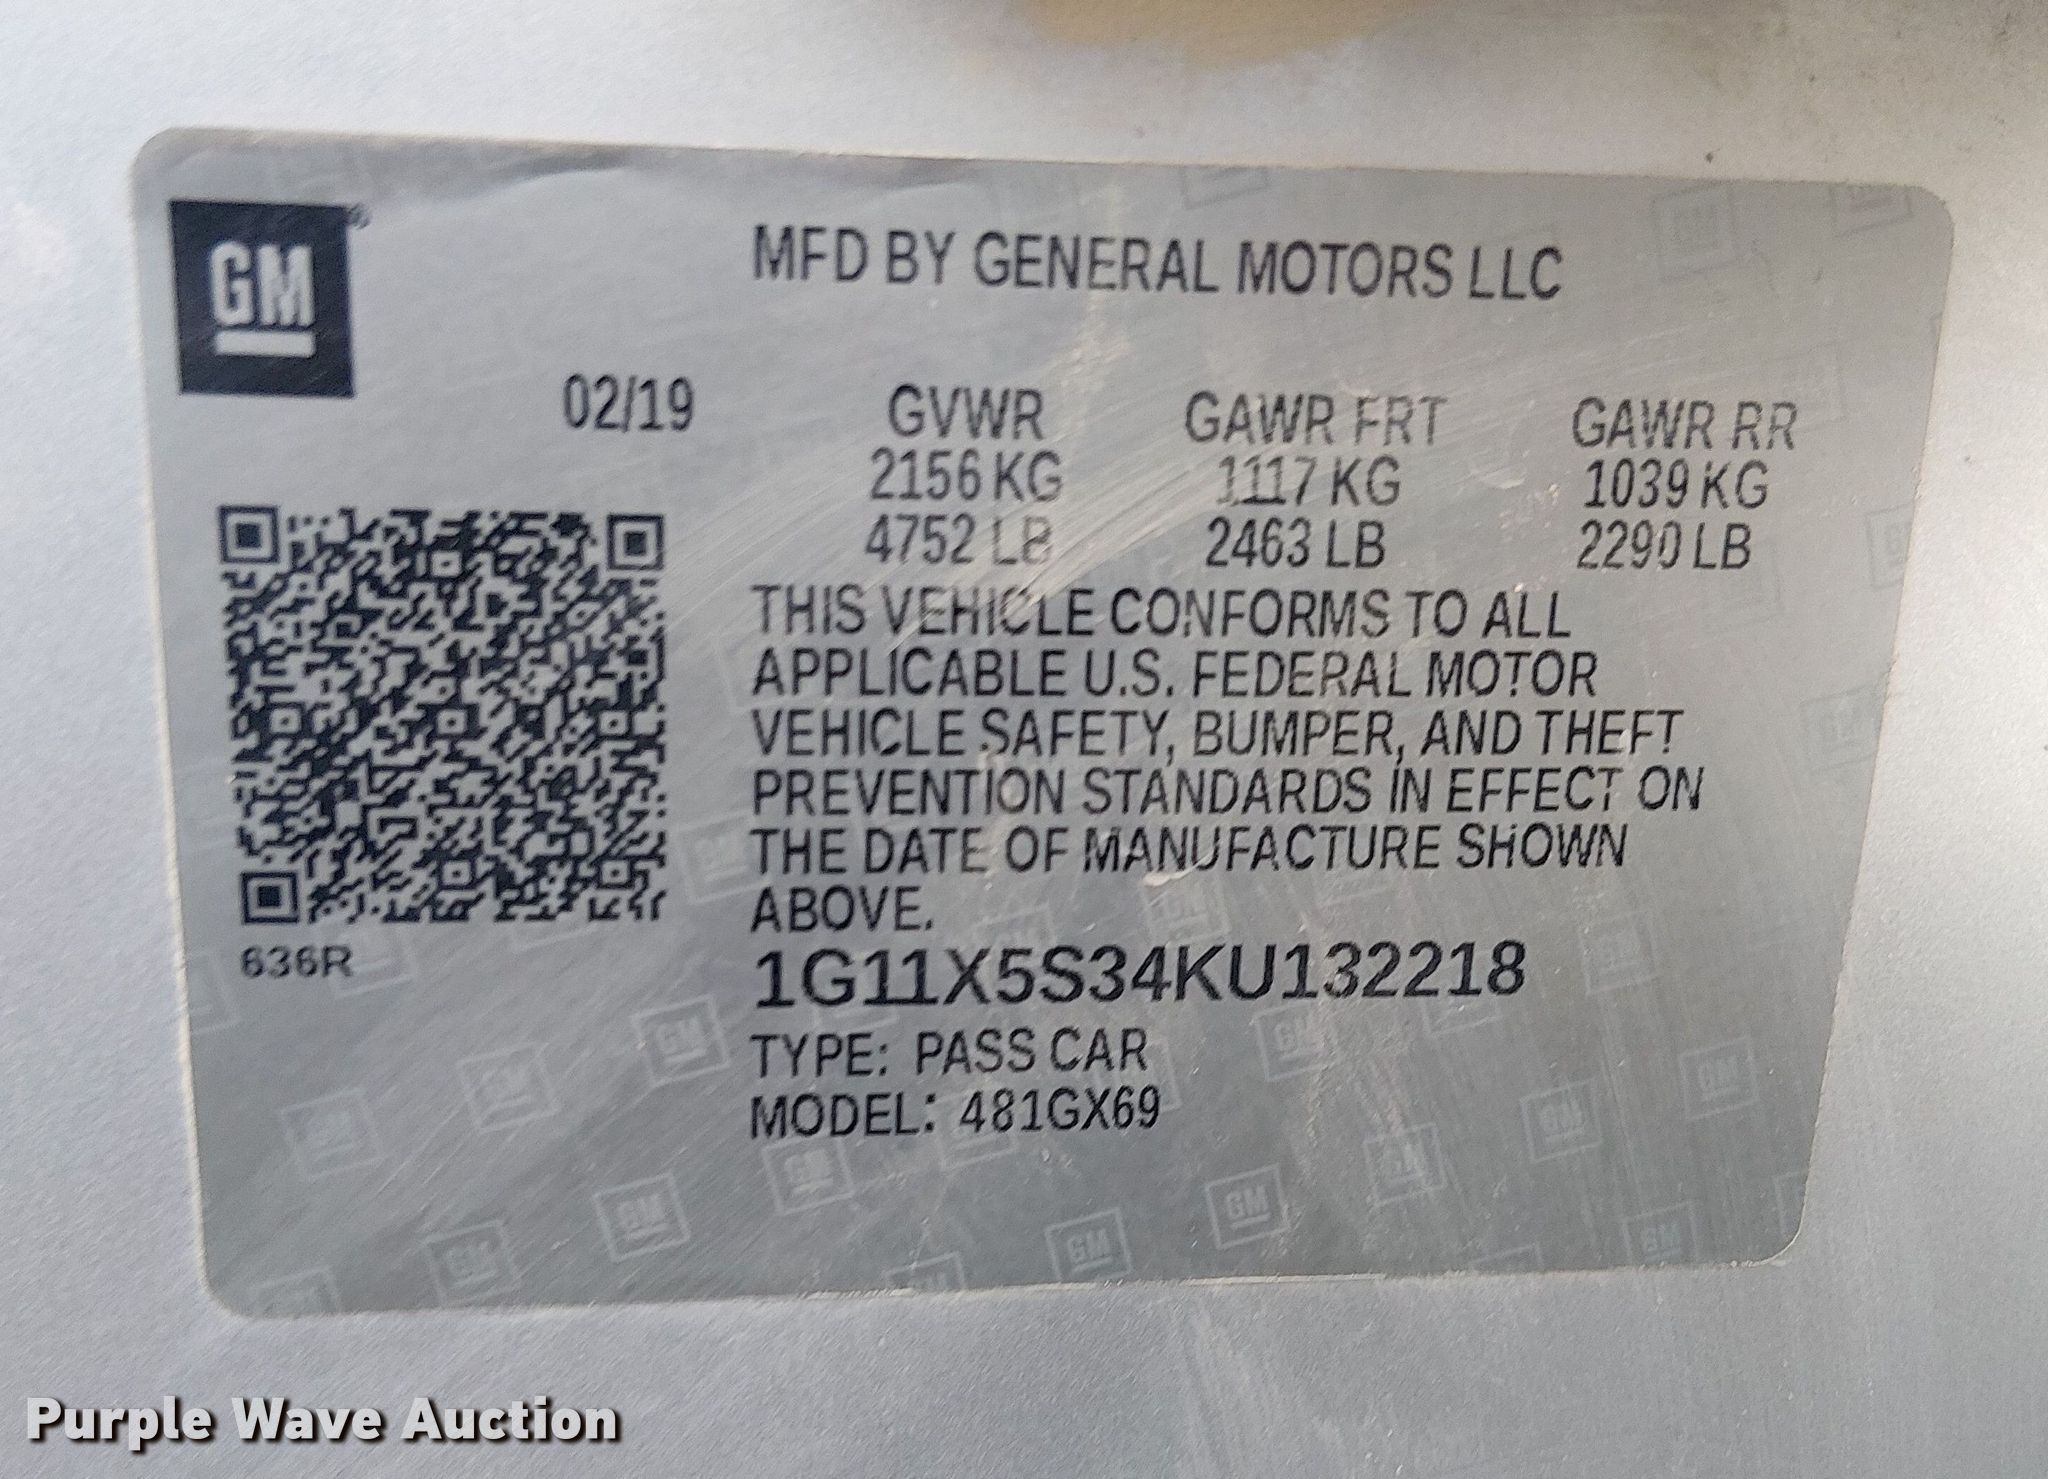 GM
MFD BY GENERAL MOTORS LLC
02/19 GVWR GAWR FRT GAWR RR
2156 KG 1117 KG 1039 KG
4752 LB 2463 LB 2290 LB
THIS VEHICLE CONFORMS TO ALL
APPLICABLE U.S. FEDERAL MOTOR
VEHICLE SAFETY, BUMPER, AND THEFT
PREVENTION STANDARDS IN EFFECT ON
THE DATE OF MANUFACTURE SHOWN
ABOVE.
636R
1G11X5S34KU132218
TYPE: PASS CAR
MODEL: 481GX69
Purple Wave Auction